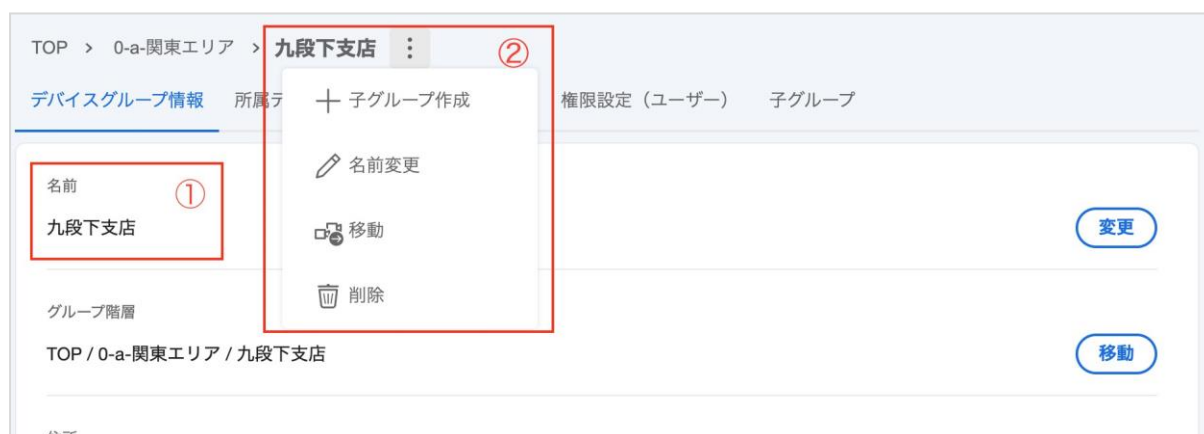 TOP > 0-a-関東エリア > 九段下支店 ⋮ ②
デバイスグループ情報 所属デ 権限設定（ユーザー） 子グループ
＋ 子グループ作成
名前変更
移動
削除
名前 ①
九段下支店 変更
グループ階層
TOP / 0-a-関東エリア / 九段下支店 移動